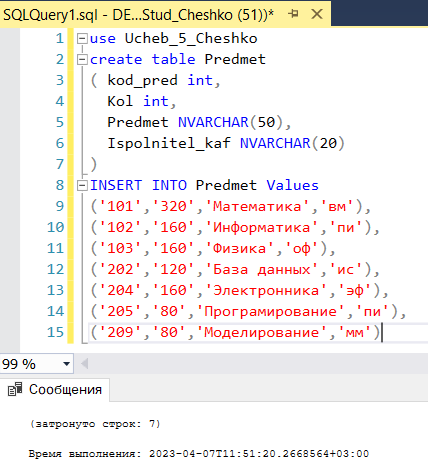 SQLQuery1.sql - DE...Stud_Cheshko (51))*
1 use Ucheb_5_Cheshko
2 create table Predmet
3 ( kod_pred int,
4 Kol int,
5 Predmet NVARCHAR(50),
6 Ispolnitel_kaf NVARCHAR(20)
7 )
8 INSERT INTO Predmet Values
9 ('101','320','Математика','вм'),
10 ('102','160','Информатика','пи'),
11 ('103','160','Физика','оф'),
12 ('202','120','База данных','ис'),
13 ('204','160','Электронника','эф'),
14 ('205','80','Програмирование','пи'),
15 ('209','80','Моделирование','мм')
99 %
Сообщения
(затронуто строк: 7)
Время выполнения: 2023-04-07T11:51:20.2668564+03:00